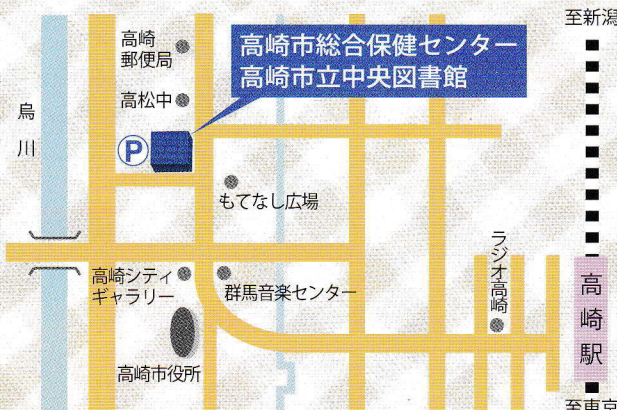 至新潟
高崎
郵便局
高崎市総合保健センター
高崎市立中央図書館
高松中
烏川
P
もてなし広場
ラジオ高崎
高崎シティ
ギャラリー
群馬音楽センター
高崎駅
高崎市役所
至東京